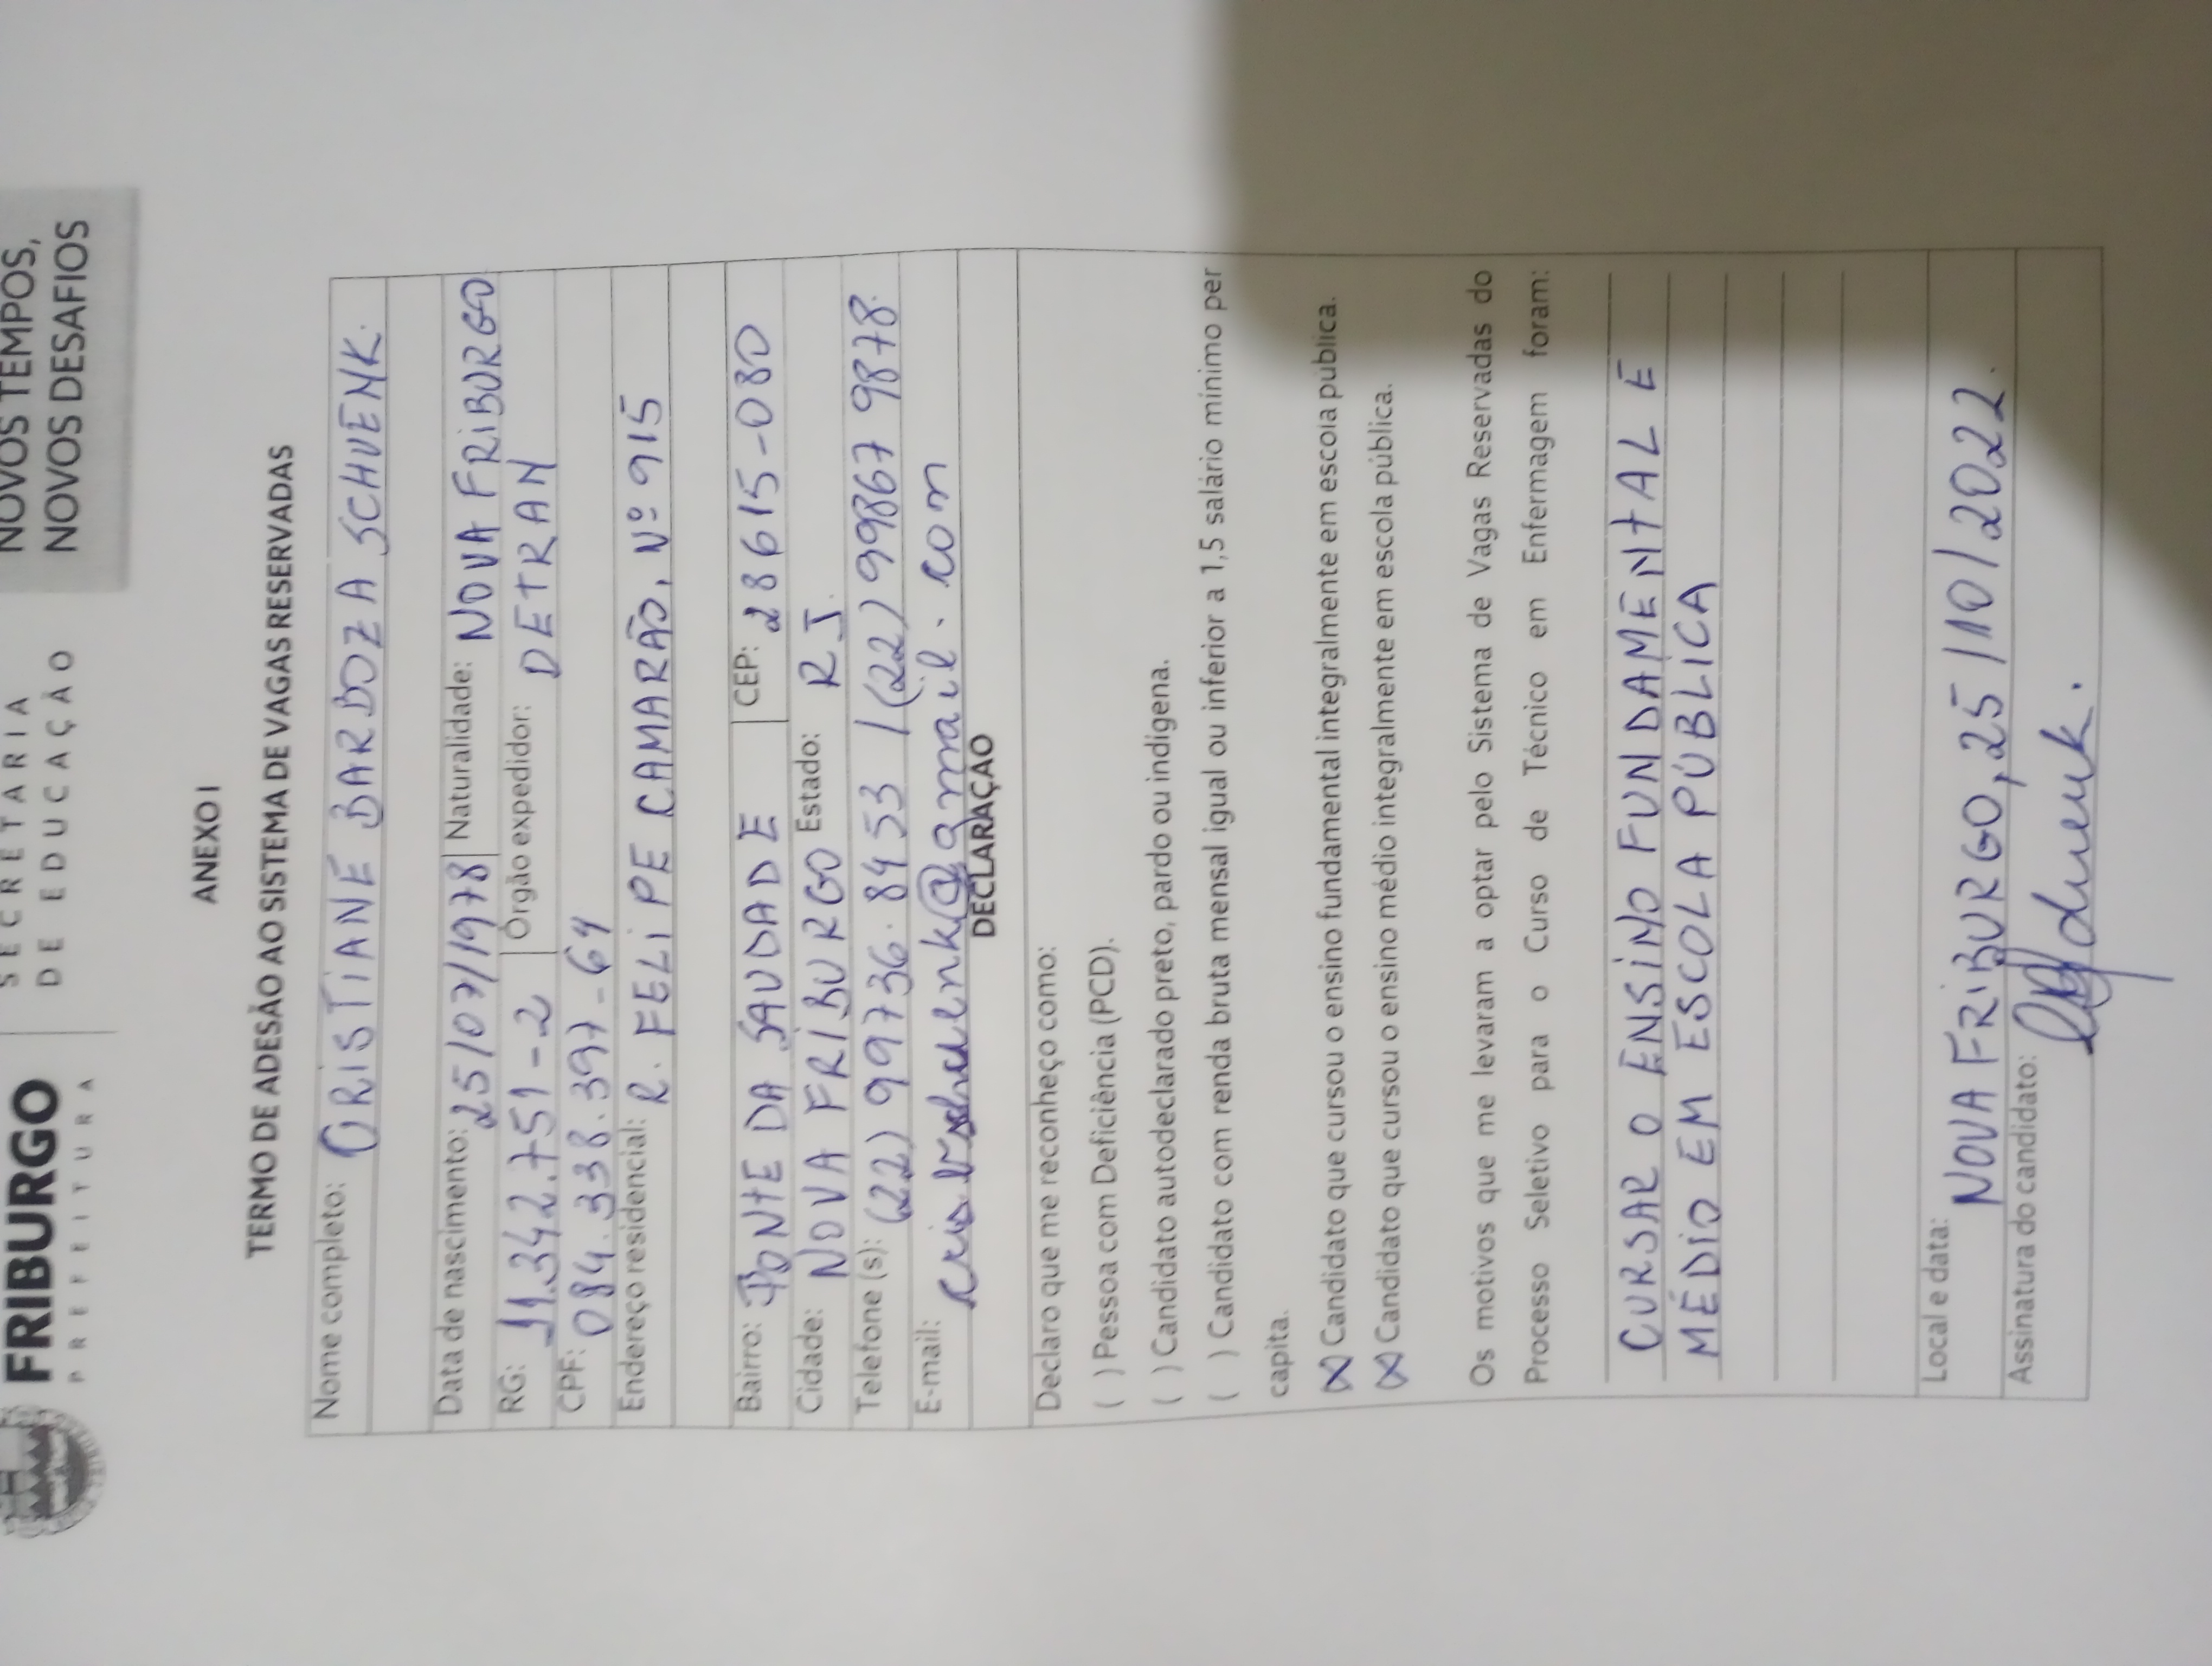 FRIBURGO
PREFEITURA
SECRETARIA
DE EDUCAÇÃO
NOVOS TEMPOS,
NOVOS DESAFIOS
ANEXO I
TERMO DE ADESÃO AO SISTEMA DE VAGAS RESERVADAS
Nome completo: CRISTIANE BARBOZA SCHUENK.
Data de nascimento: 25/07/1978 Naturalidade: NOVA FRIBURGO
RG: 11.342.751-2 Órgão expedidor: DETRAN
CPF: 084.338.397-64
Endereço residencial: R. FELIPE CAMARÃO, Nº 915
Bairro: PONTE DA SAUDADE CEP: 28615-080
Cidade: NOVA FRIBURGO Estado: RJ.
Telefone (s): (22) 99736.8453 / (22) 99867 9878.
E-mail: @gmail.com
DECLARAÇÃO
Declaro que me reconheço como:
( ) Pessoa com Deficiência (PCD).
( ) Candidato autodeclarado preto, pardo ou indígena.
( ) Candidato com renda bruta mensal igual ou inferior a 1,5 salário mínimo per
capita.
(X) Candidato que cursou o ensino fundamental integralmente em escola pública.
(X) Candidato que cursou o ensino médio integralmente em escola pública.
Os motivos que me levaram a optar pelo Sistema de Vagas Reservadas do
Processo Seletivo para o Curso de Técnico em Enfermagem foram:
CURSAR O ENSINO FUNDAMENTAL E
MÉDIO EM ESCOLA PÚBLICA
Local e data: NOVA FRIBURGO, 25/10/2022.
Assinatura do candidato: